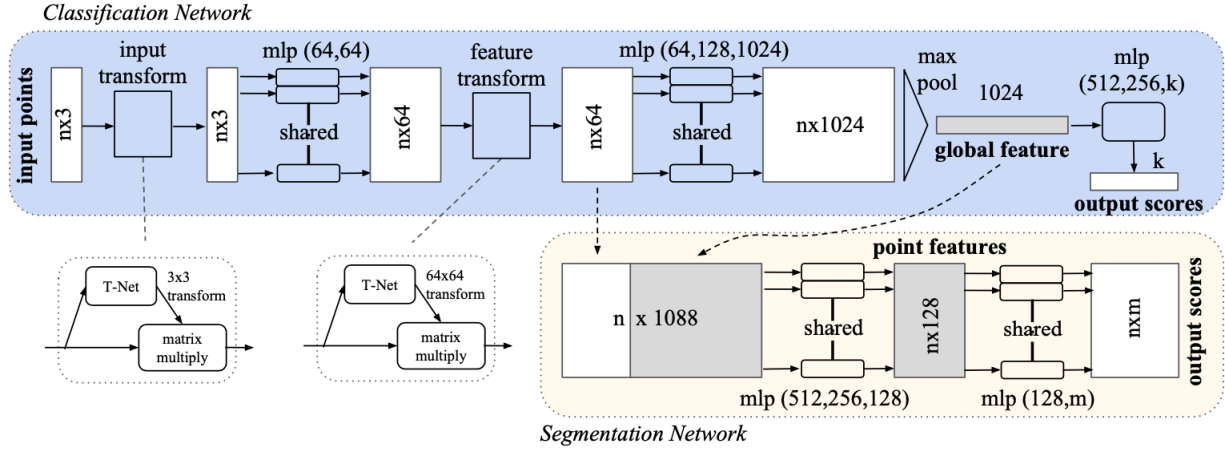 Classification Network
input points
nx3
input
transform
nx3
mlp (64,64)
shared
nx64
feature
transform
nx64
mlp (64,128,1024)
shared
nx1024
max
pool
1024
global feature
mlp
(512,256,k)
k
output scores
T-Net
3x3
transform
matrix
multiply
T-Net
64x64
transform
matrix
multiply
point features
n x 1088
shared
mlp (512,256,128)
nx128
shared
mlp (128,m)
nxm
output scores
Segmentation Network